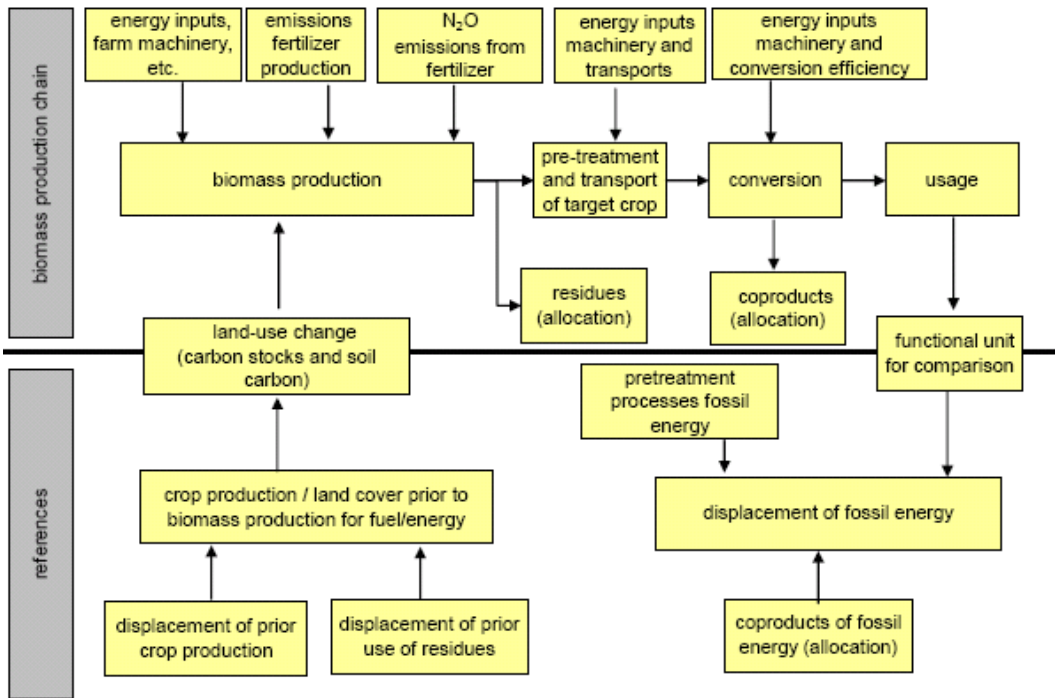 biomass production chain
energy inputs,
farm machinery,
etc.
emissions
fertilizer
production
N₂O
emissions from
fertilizer
energy inputs
machinery and
transports
energy inputs
machinery and
conversion efficiency
biomass production
pre-treatment
and transport
of target crop
conversion
usage
residues
(allocation)
coproducts
(allocation)
land-use change
(carbon stocks and soil
carbon)
functional unit
for comparison
references
pretreatment
processes fossil
energy
crop production / land cover prior to
biomass production for fuel/energy
displacement of fossil energy
displacement of prior
crop production
displacement of prior
use of residues
coproducts of fossil
energy (allocation)